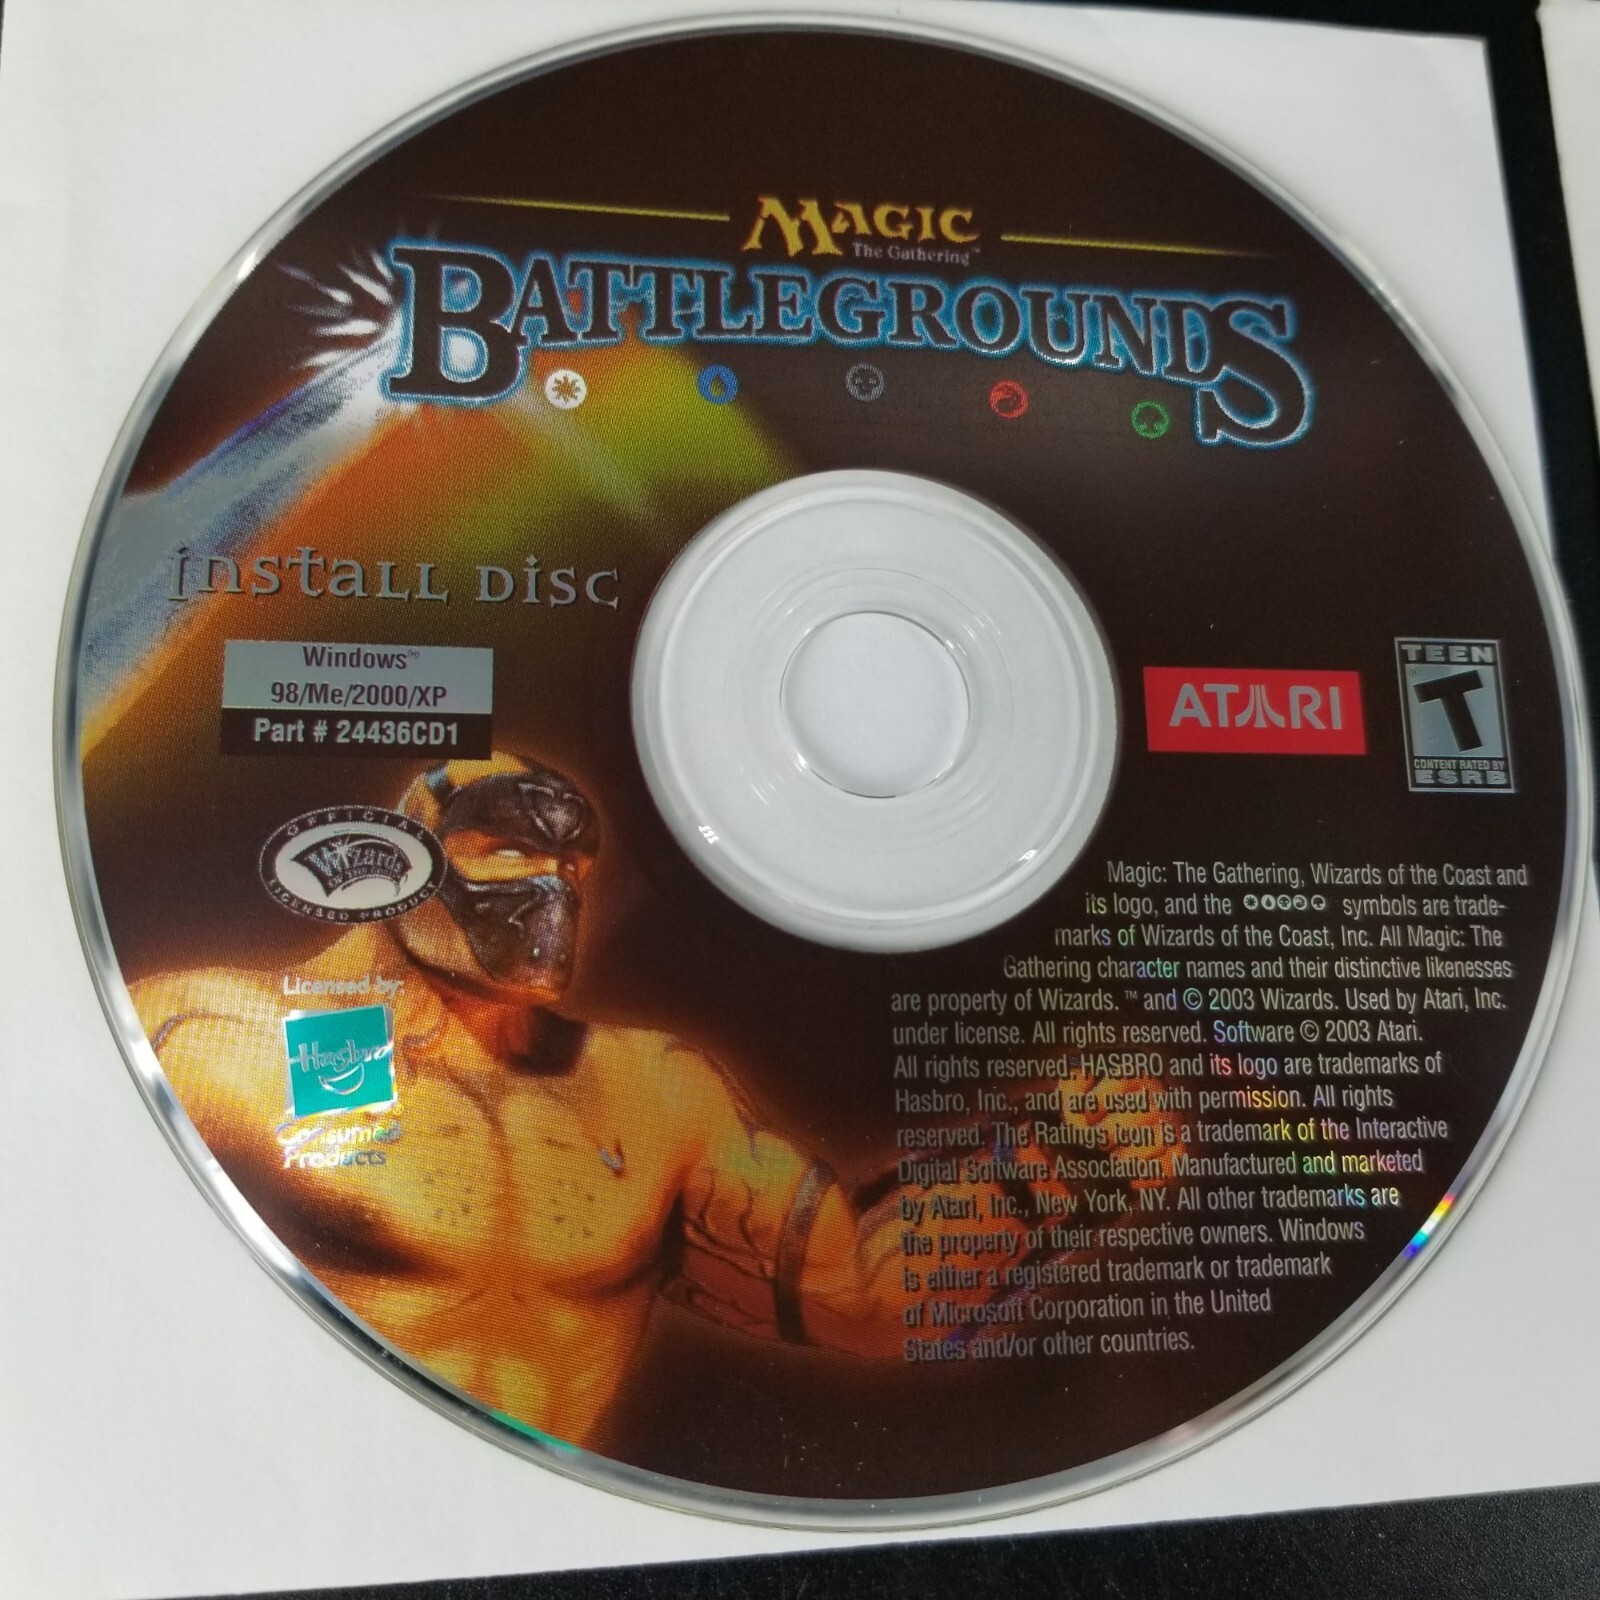 MAGIC
The Gathering™
BATTLEGROUNDS
install disc
Windows™
98/Me/2000/XP
Part # 24436CD1
ATARI
TEEN
T
CONTENT RATED BY
ESRB
OFFICIAL
Wizards
OF THE COAST
LICENSED PRODUCT
Licensed by:
Hasbro
®
Consumer
Products
Magic: The Gathering, Wizards of the Coast and
its logo, and the symbols are trade-
marks of Wizards of the Coast, Inc. All Magic: The
Gathering character names and their distinctive likenesses
are property of Wizards. ™ and © 2003 Wizards. Used by Atari, Inc.
under license. All rights reserved. Software © 2003 Atari.
All rights reserved. HASBRO and its logo are trademarks of
Hasbro, Inc., and are used with permission. All rights
reserved. The Ratings icon is a trademark of the Interactive
Digital Software Association. Manufactured and marketed
by Atari, Inc., New York, NY. All other trademarks are
the property of their respective owners. Windows
is either a registered trademark or trademark
of Microsoft Corporation in the United
States and/or other countries.